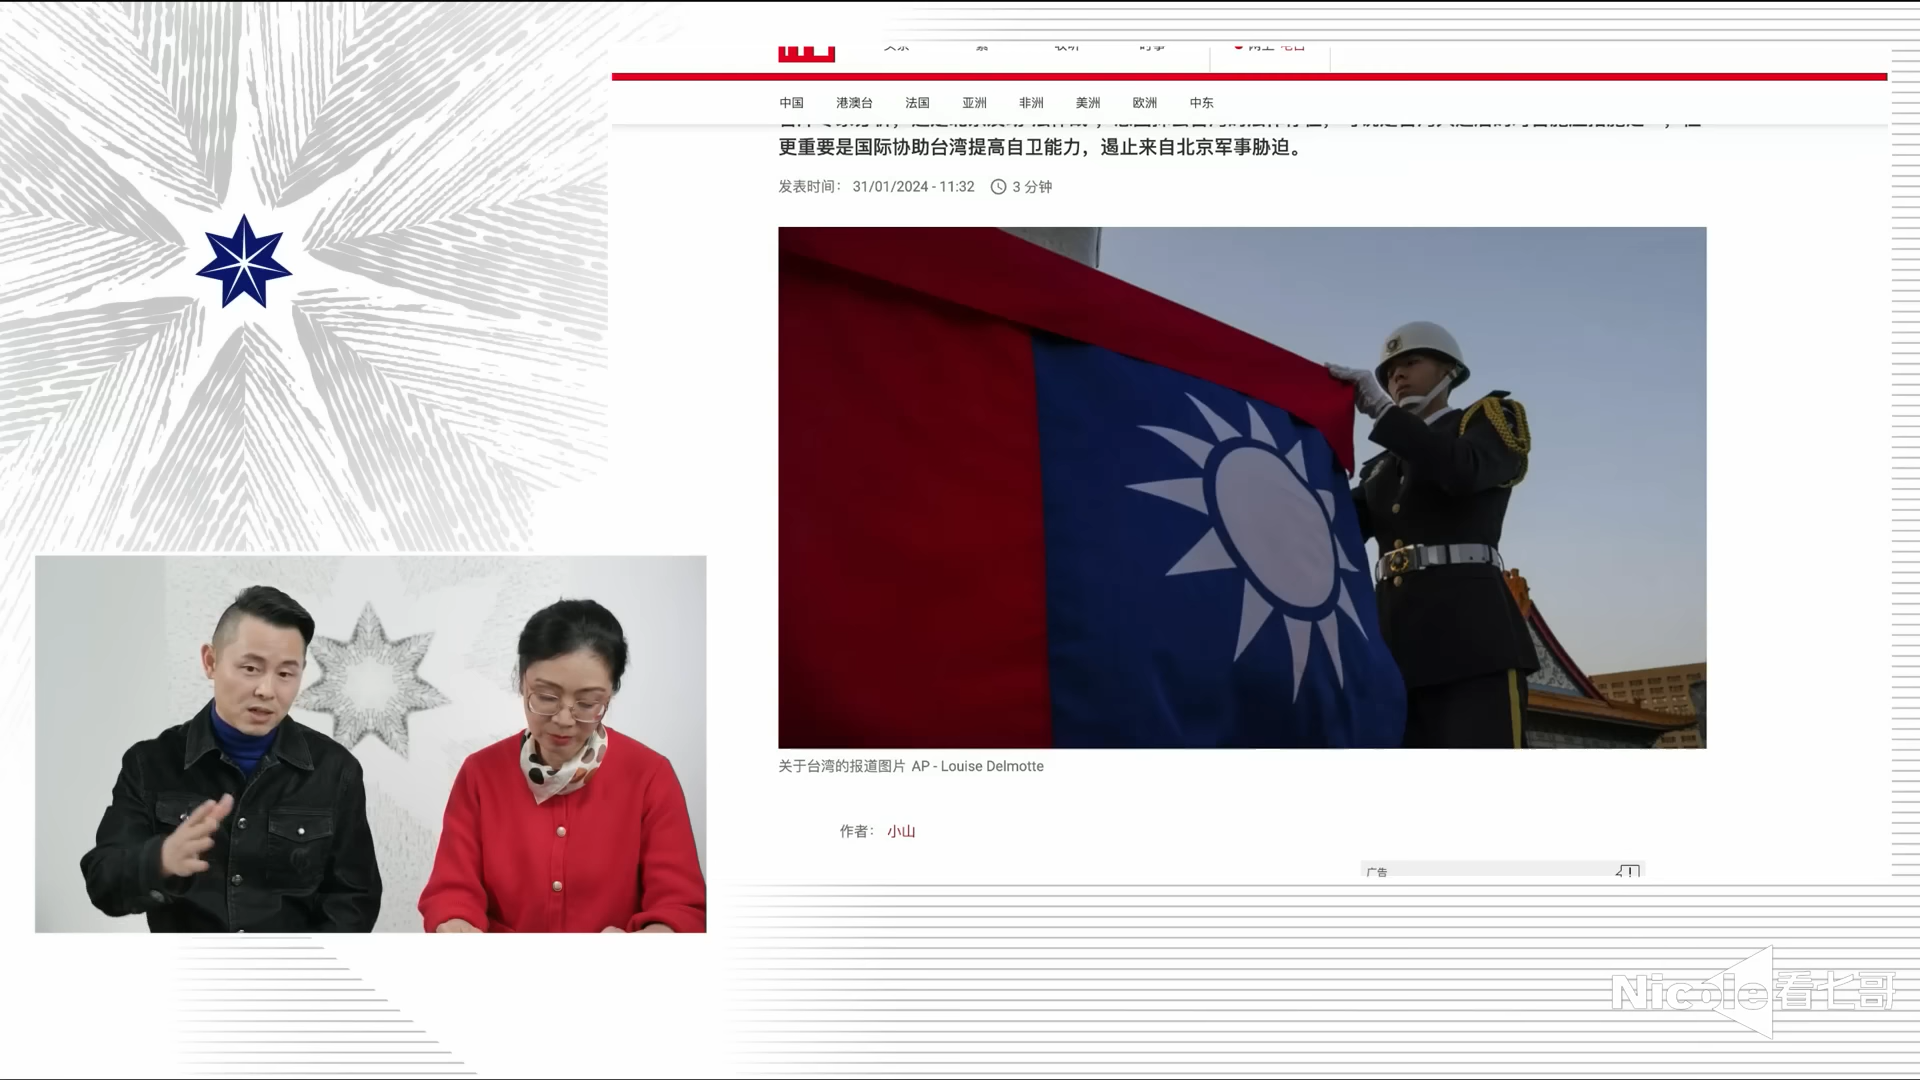 中国 港澳台 法国 亚洲 非洲 美洲 欧洲 中东
更重要是国际协助台湾提高自卫能力，遏止来自北京军事胁迫。
发表时间： 31/01/2024 - 11:32 3 分钟
关于台湾的报道图片 AP - Louise Delmotte
作者： 小山
广告
Nicole看七哥